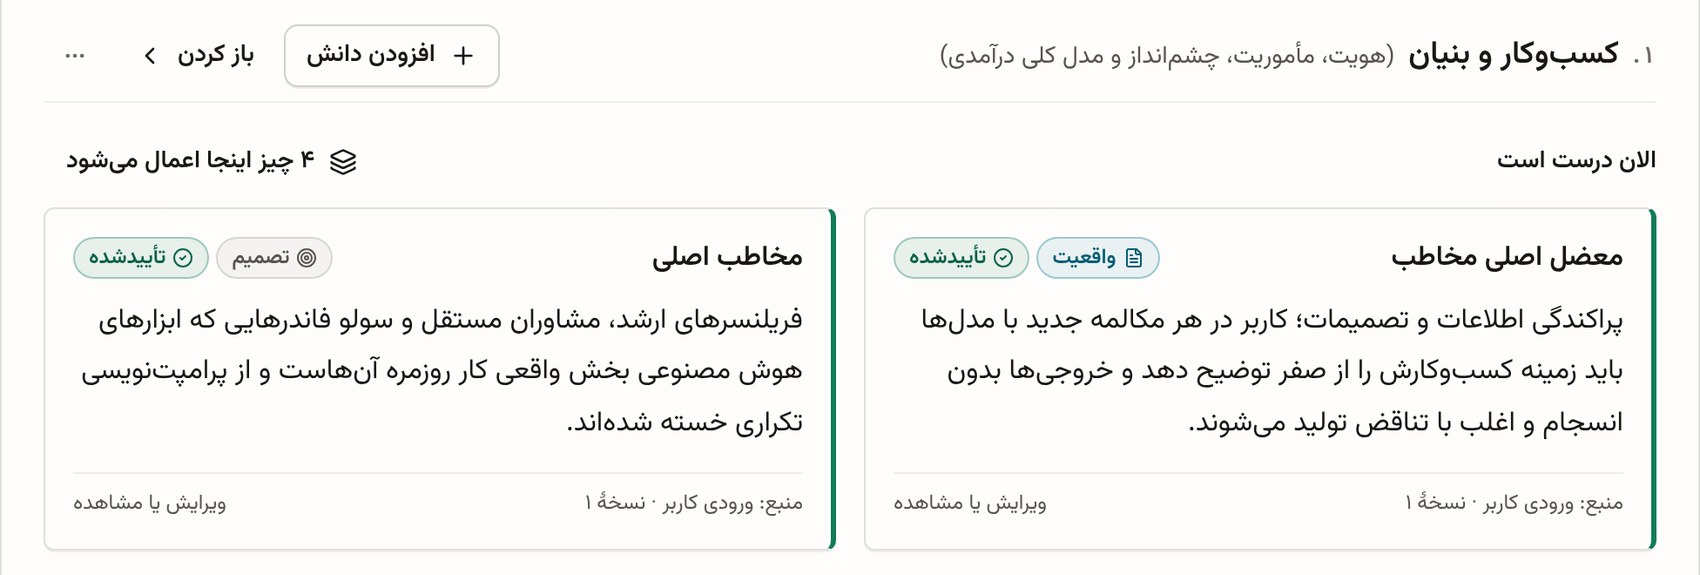 ۱. کسب‌وکار و بنیان (هویت، مأموریت، چشم‌انداز و مدل کلی درآمدی)
افزودن دانش
باز کردن
الان درست است
۴ چیز اینجا اعمال می‌شود
معضل اصلی مخاطب
واقعیت
تأییدشده
پراکندگی اطلاعات و تصمیمات؛ کاربر در هر مکالمه جدید با مدل‌ها
باید زمینه کسب‌وکارش را از صفر توضیح دهد و خروجی‌ها بدون
انسجام و اغلب با تناقض تولید می‌شوند.
منبع: ورودی کاربر · نسخهٔ ۱
ویرایش یا مشاهده
مخاطب اصلی
تصمیم
تأییدشده
فریلنسرهای ارشد، مشاوران مستقل و سولو فاندرهایی که ابزارهای
هوش مصنوعی بخش واقعی کار روزمره آن‌هاست و از پرامپت‌نویسی
تکراری خسته شده‌اند.
منبع: ورودی کاربر · نسخهٔ ۱
ویرایش یا مشاهده